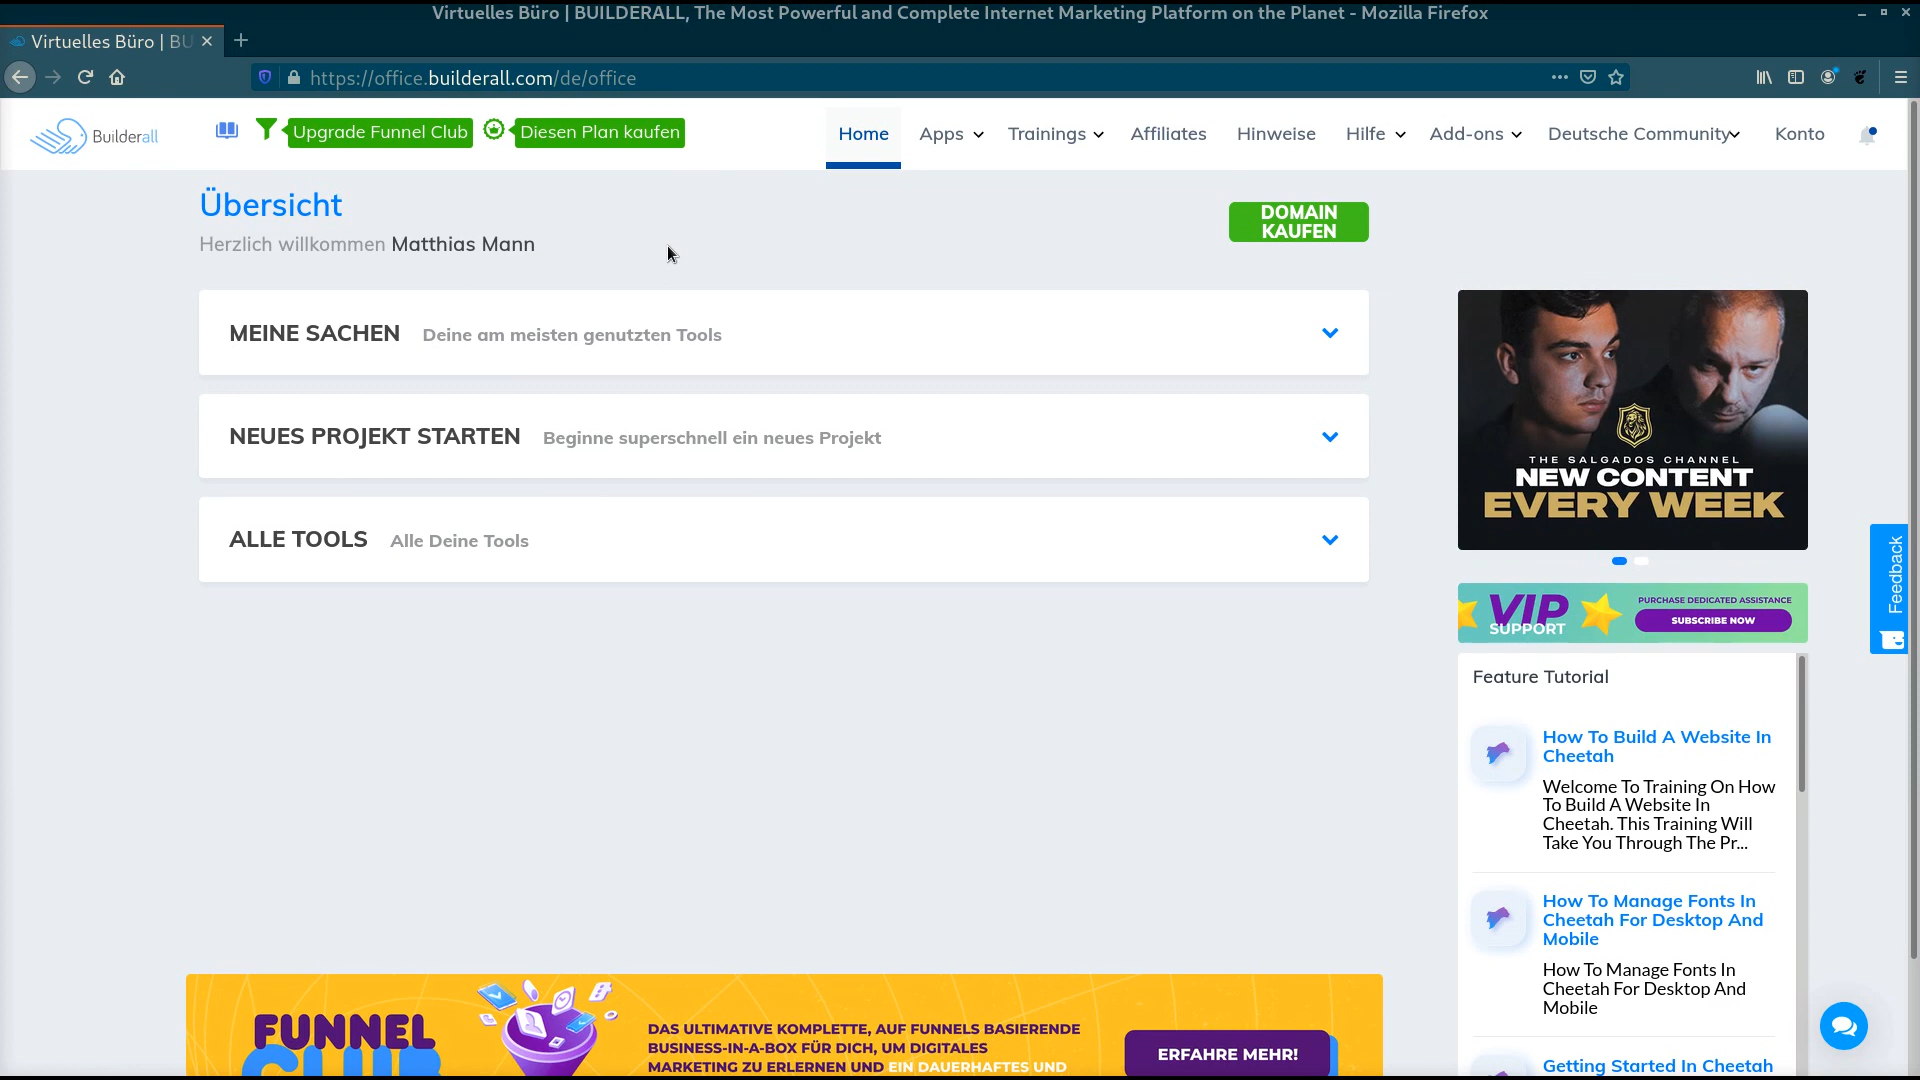 Virtuelles Büro | BUILDERALL, The Most Powerful and Complete Internet Marketing Platform on the Planet - Mozilla Firefox
Virtuelles Büro | BU
https://office.builderall.com/de/office
Builderall
Upgrade Funnel Club
Diesen Plan kaufen
Home
Apps
Trainings
Affiliates
Hinweise
Hilfe
Add-ons
Deutsche Community
Konto
Übersicht
Herzlich willkommen Matthias Mann
DOMAIN
KAUFEN
MEINE SACHEN Deine am meisten genutzten Tools
NEUES PROJEKT STARTEN Beginne superschnell ein neues Projekt
ALLE TOOLS Alle Deine Tools
THE SALGADOS CHANNEL
NEW CONTENT
EVERY WEEK
Feedback
VIP
SUPPORT
PURCHASE DEDICATED ASSISTANCE
SUBSCRIBE NOW
Feature Tutorial
How To Build A Website In
Cheetah
Welcome To Training On How
To Build A Website In
Cheetah. This Training Will
Take You Through The Pr...
How To Manage Fonts In
Cheetah For Desktop And
Mobile
How To Manage Fonts In
Cheetah For Desktop And
Mobile
Getting Started In Cheetah
FUNNEL
CLUB
DAS ULTIMATIVE KOMPLETTE, AUF FUNNELS BASIERENDE
BUSINESS-IN-A-BOX FÜR DICH, UM DIGITALES
MARKETING ZU ERLERNEN UND EIN DAUERHAFTES UND
ERFAHRE MEHR!